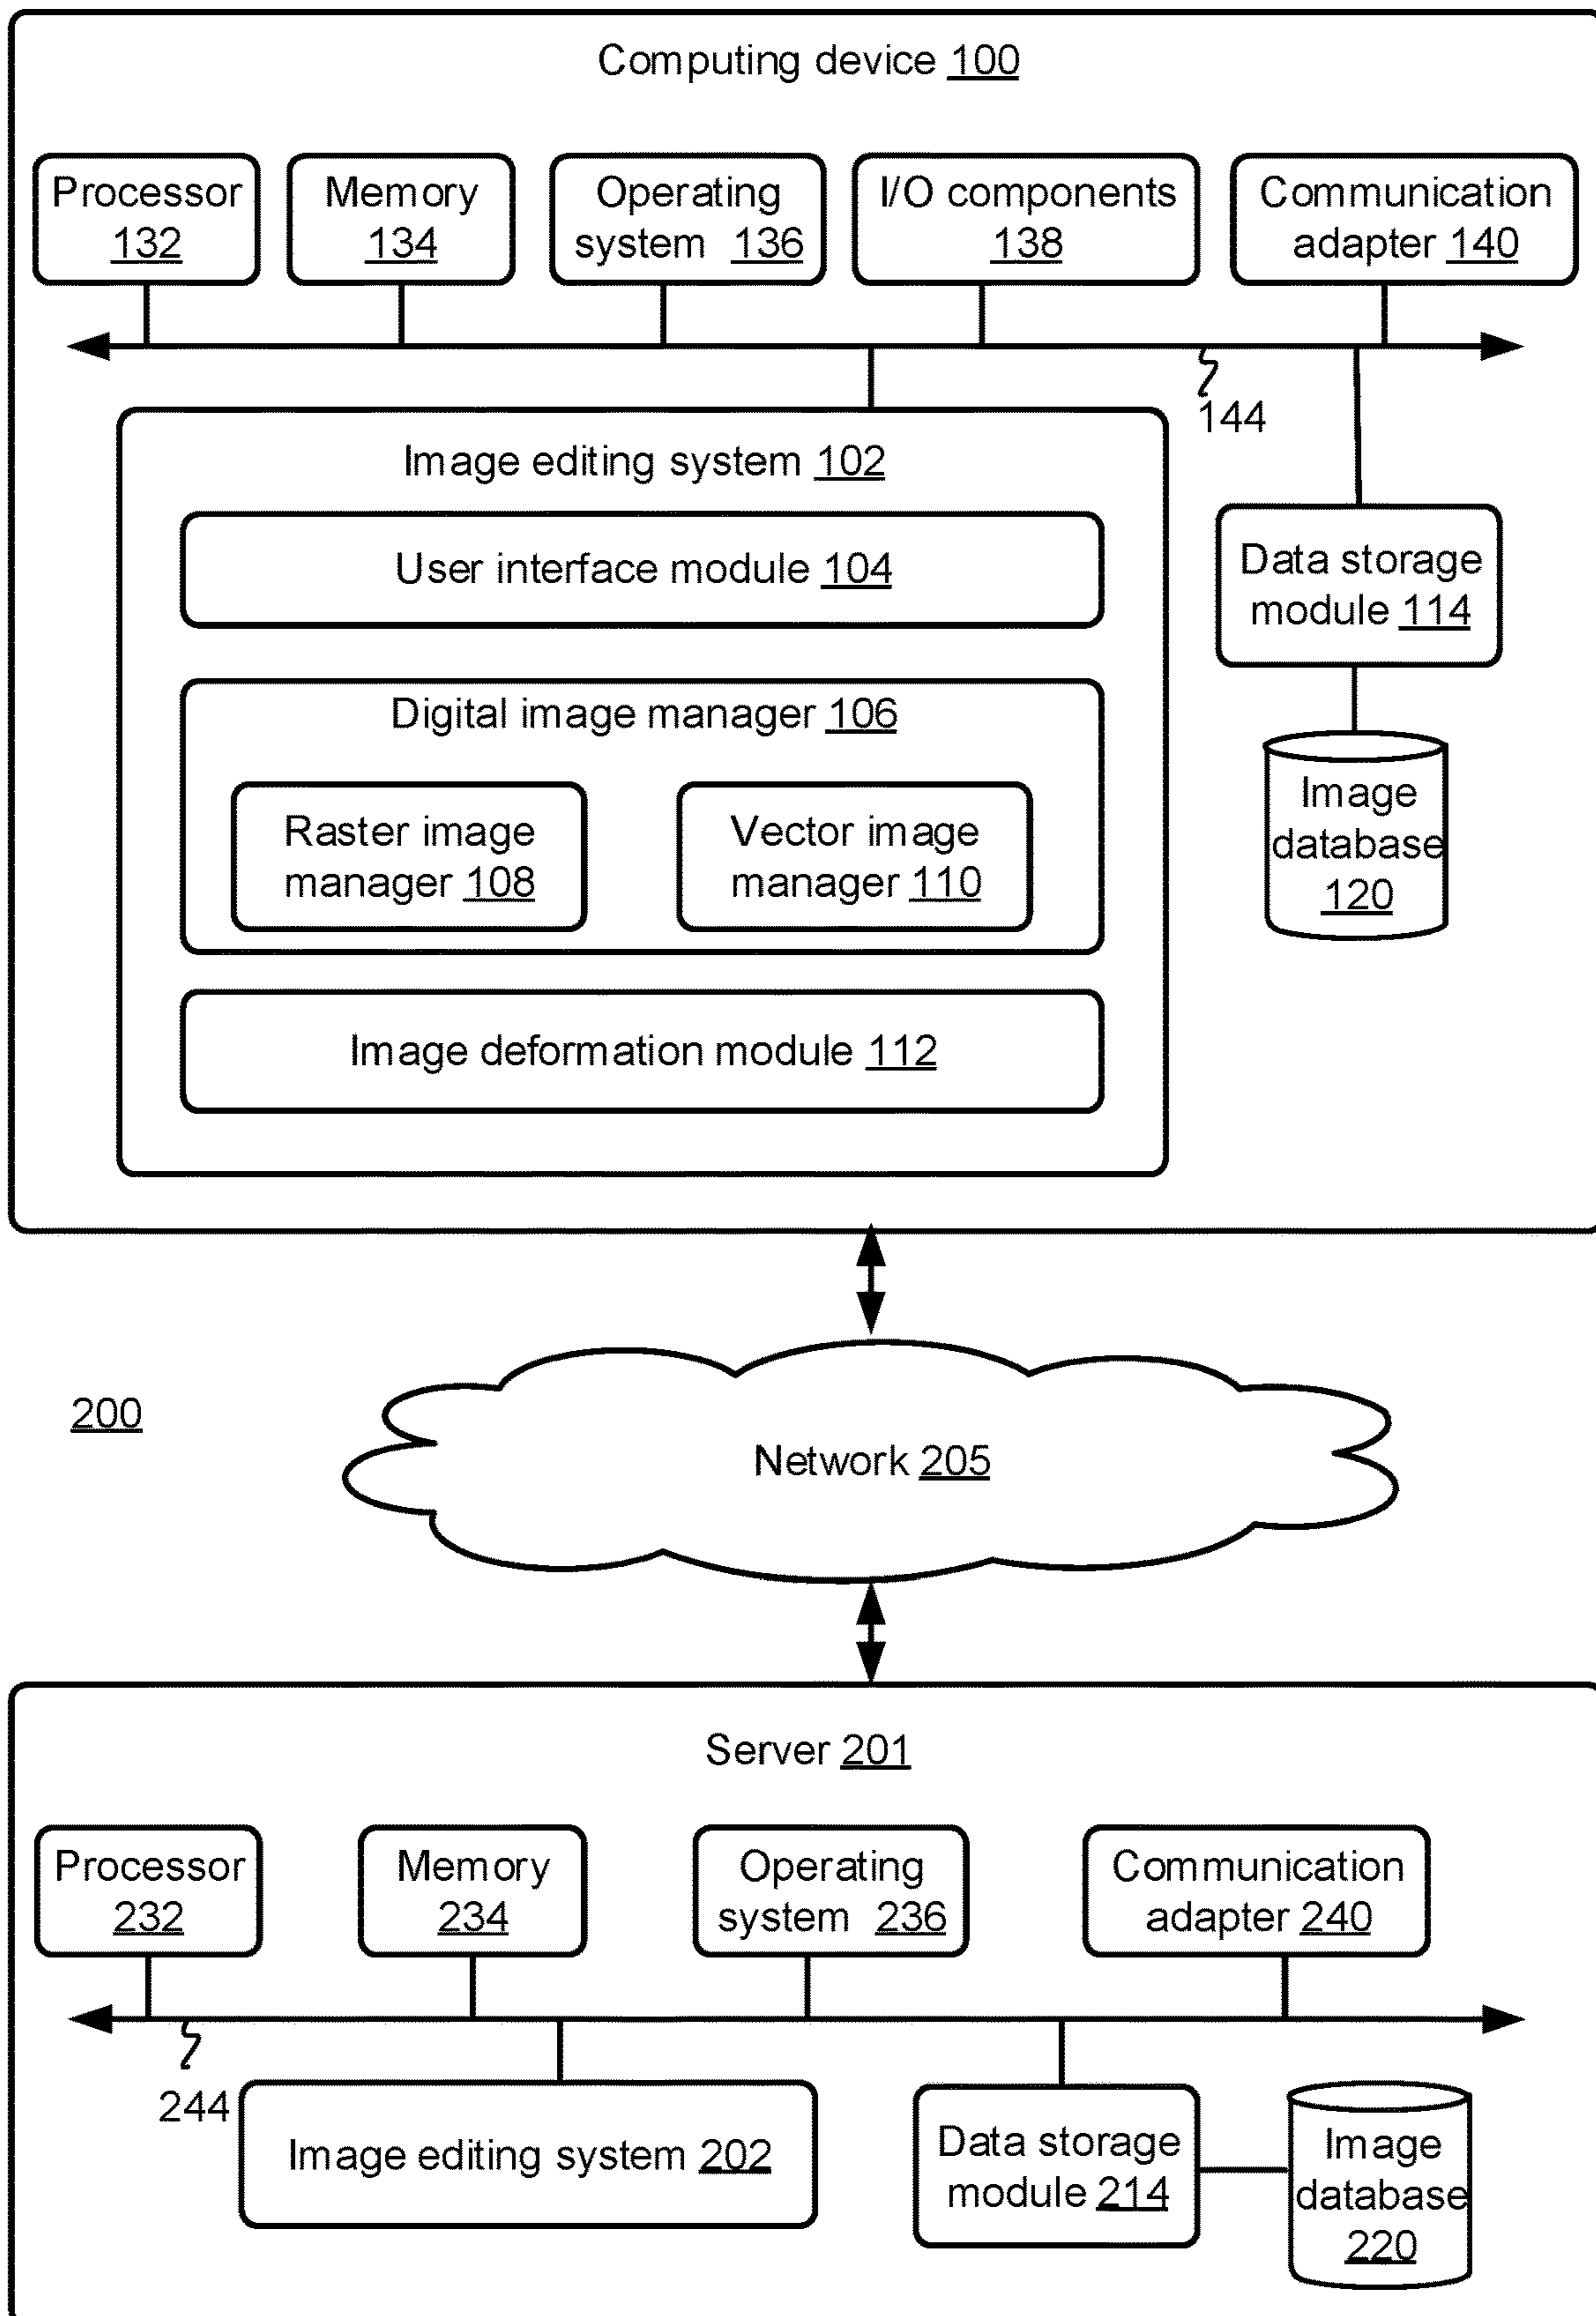 Computing device 100
Processor
132
Memory
134
Operating
system 136
I/O components
138
Communication
adapter 140
144
Image editing system 102
User interface module 104
Digital image manager 106
Raster image
manager 108
Vector image
manager 110
Image deformation module 112
Data storage
module 114
Image
database
120
200
Network 205
Server 201
Processor
232
Memory
234
Operating
system 236
Communication
adapter 240
244
Image editing system 202
Data storage
module 214
Image
database
220